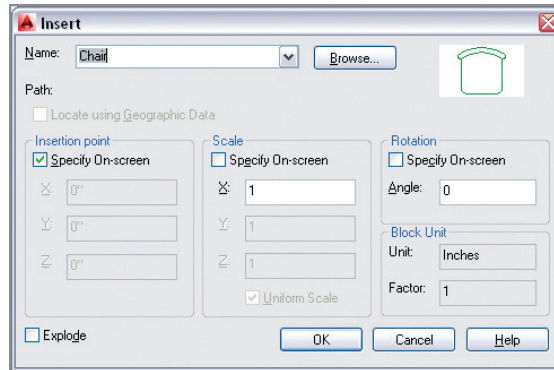 Insert
Name: Chair Browse...
Path:
Locate using Geographic Data
Insertion point
Specify On-screen
X: 0"
Y: 0"
Z: 0"
Scale
Specify On-screen
X: 1
Y: 1
Z: 1
Uniform Scale
Rotation
Specify On-screen
Angle: 0
Block Unit
Unit: Inches
Factor: 1
Explode
OK Cancel Help